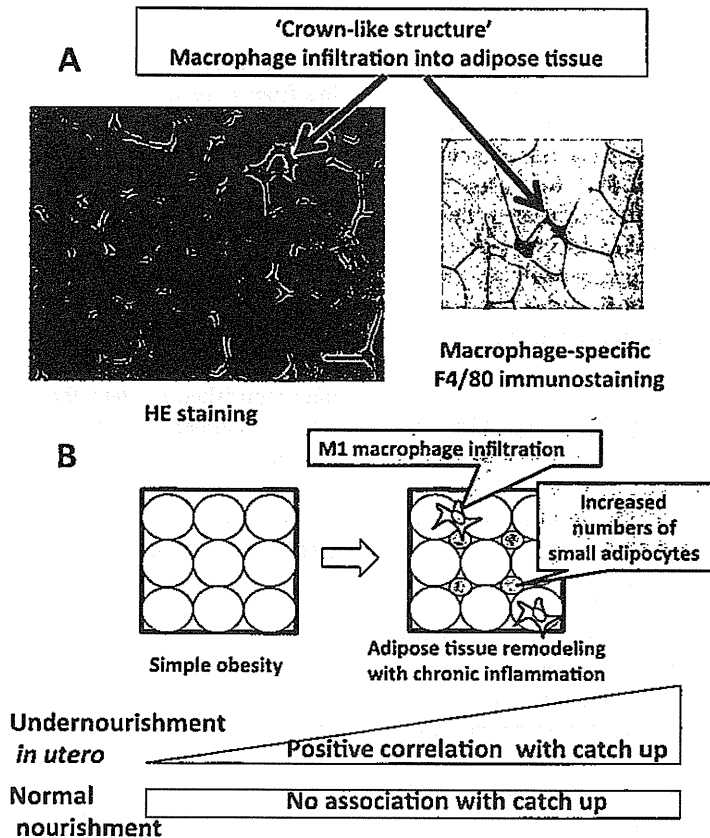 'Crown-like structure'
Macrophage infiltration into adipose tissue
A
Macrophage-specific
F4/80 immunostaining
HE staining
B
M1 macrophage infiltration
Increased
numbers of
small adipocytes
Simple obesity
Adipose tissue remodeling
with chronic inflammation
Undernourishment
in utero
Positive correlation with catch up
Normal
nourishment
No association with catch up